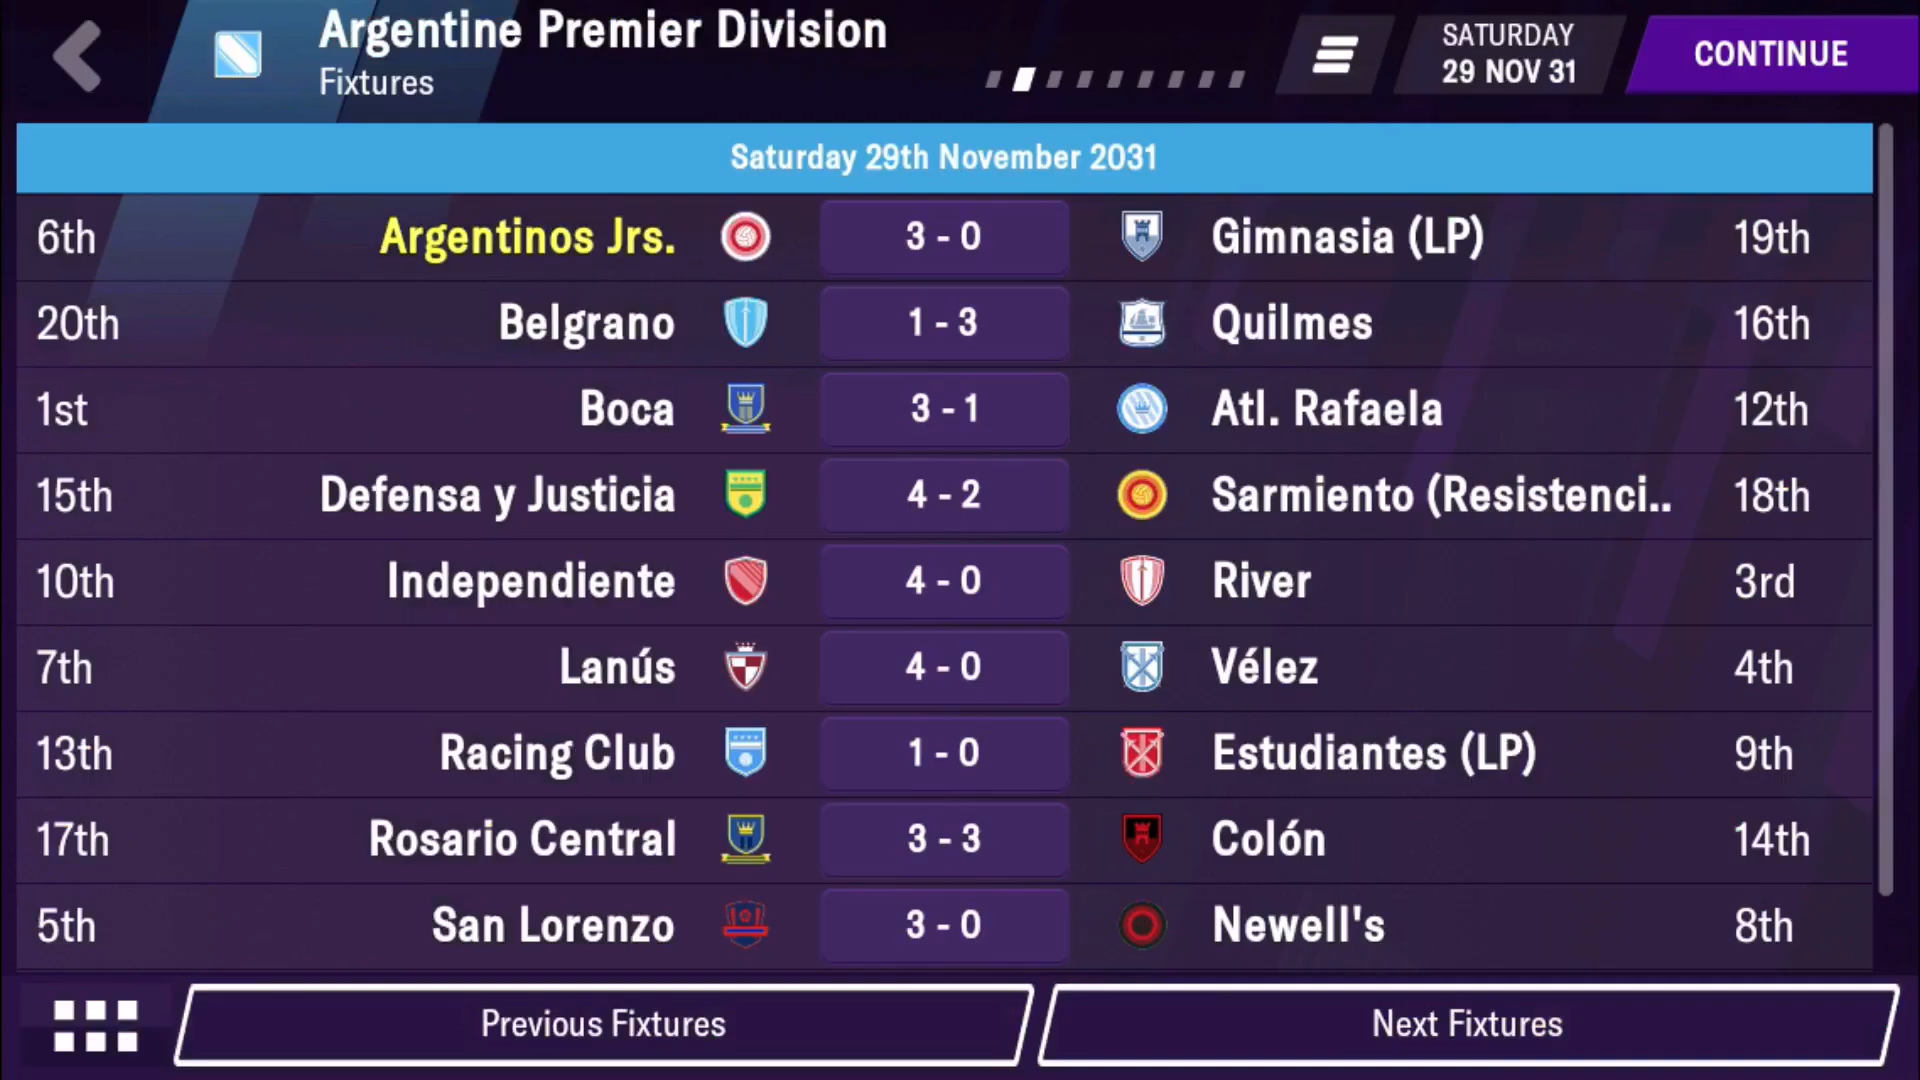 Argentine Premier Division
Fixtures
SATURDAY
29 NOV 31
CONTINUE
Saturday 29th November 2031
6th Argentinos Jrs. 3 - 0 Gimnasia (LP) 19th
20th Belgrano 1 - 3 Quilmes 16th
1st Boca 3 - 1 Atl. Rafaela 12th
15th Defensa y Justicia 4 - 2 Sarmiento (Resistenci.. 18th
10th Independiente 4 - 0 River 3rd
7th Lanús 4 - 0 Vélez 4th
13th Racing Club 1 - 0 Estudiantes (LP) 9th
17th Rosario Central 3 - 3 Colón 14th
5th San Lorenzo 3 - 0 Newell's 8th
Previous Fixtures Next Fixtures